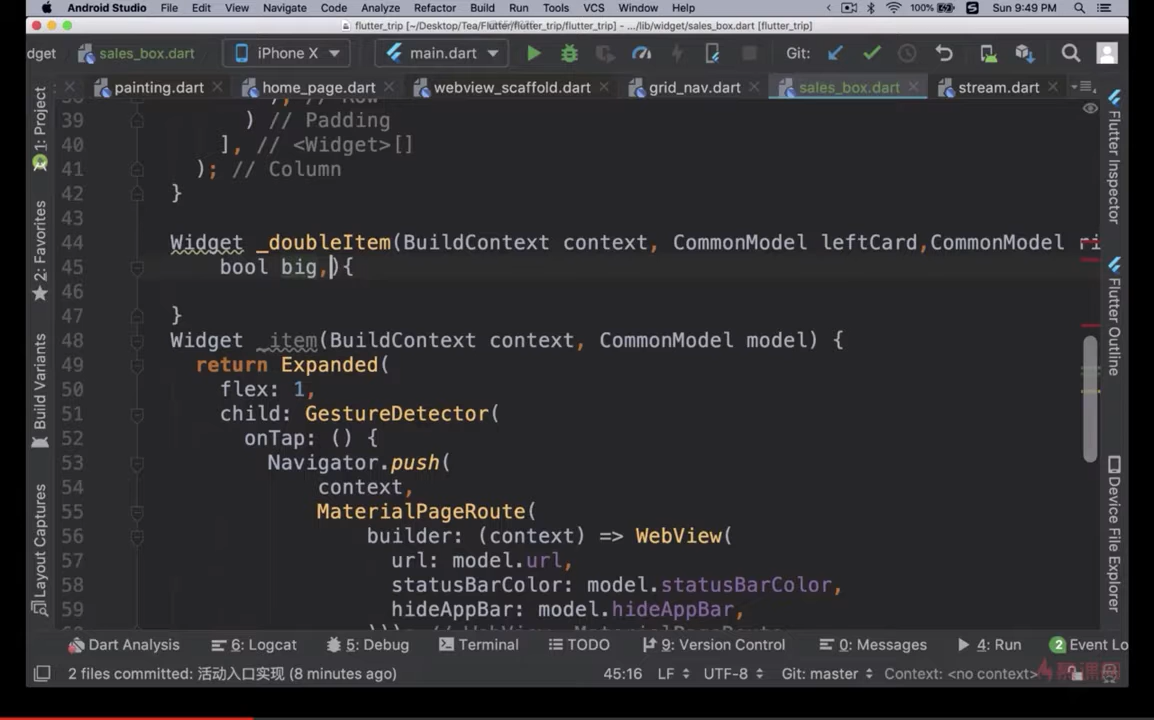 Android Studio File Edit View Navigate Code Analyze Refactor Build Run Tools VCS Window Help 100% Sun 9:49 PM
flutter_trip [~/Desktop/Tea/Flutter/flutter_trip/flutter_trip] - .../lib/widget/sales_box.dart [flutter_trip]
dget sales_box.dart iPhone X main.dart Git:
painting.dart home_page.dart webview_scaffold.dart grid_nav.dart sales_box.dart stream.dart
1: Project
2: Favorites
Build Variants
Layout Captures
39 ) // Padding
40 ], // <Widget>[]
41 ); // Column
42 }
43
44 Widget _doubleItem(BuildContext context, CommonModel leftCard,CommonModel ri
45 bool big,){
46
47 }
48 Widget _item(BuildContext context, CommonModel model) {
49 return Expanded(
50 flex: 1,
51 child: GestureDetector(
52 onTap: () {
53 Navigator.push(
54 context,
55 MaterialPageRoute(
56 builder: (context) => WebView(
57 url: model.url,
58 statusBarColor: model.statusBarColor,
59 hideAppBar: model.hideAppBar,
Flutter Inspector
Flutter Outline
Device File Explorer
Dart Analysis 6: Logcat 5: Debug Terminal TODO 9: Version Control 0: Messages 4: Run 2 Event Lo
2 files committed: 活动入口实现 (8 minutes ago) 45:16 LF UTF-8 Git: master Context: <no context>